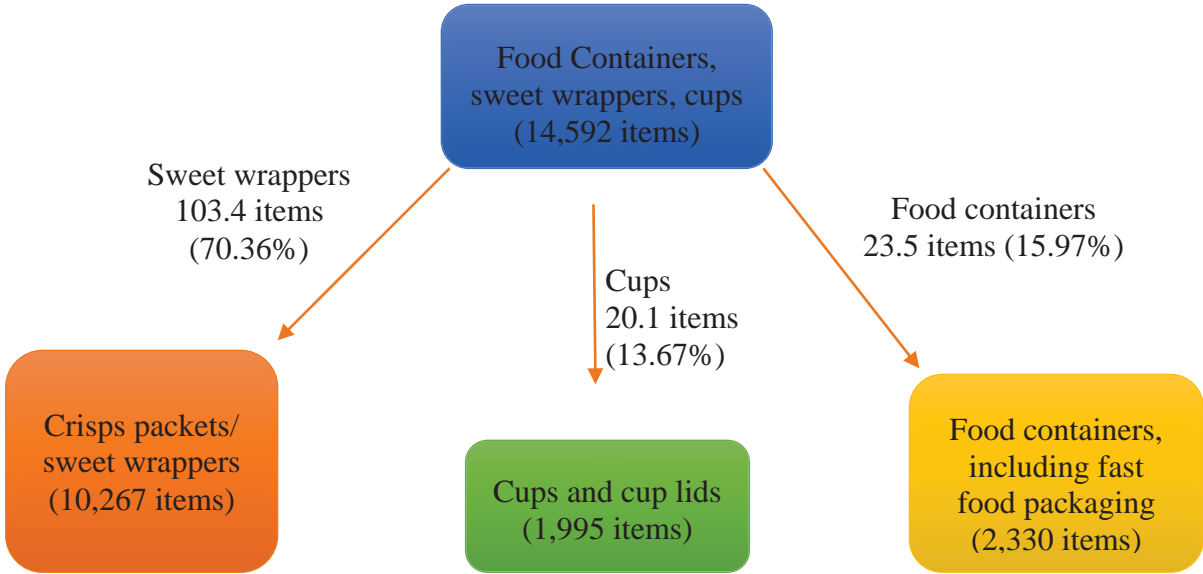 Food Containers,
sweet wrappers, cups
(14,592 items)
Sweet wrappers
103.4 items
(70.36%)
Cups
20.1 items
(13.67%)
Food containers
23.5 items (15.97%)
Crisps packets/
sweet wrappers
(10,267 items)
Cups and cup lids
(1,995 items)
Food containers,
including fast
food packaging
(2,330 items)